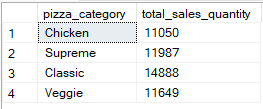 pizza_category total_sales_quantity
1 Chicken 11050
2 Supreme 11987
3 Classic 14888
4 Veggie 11649